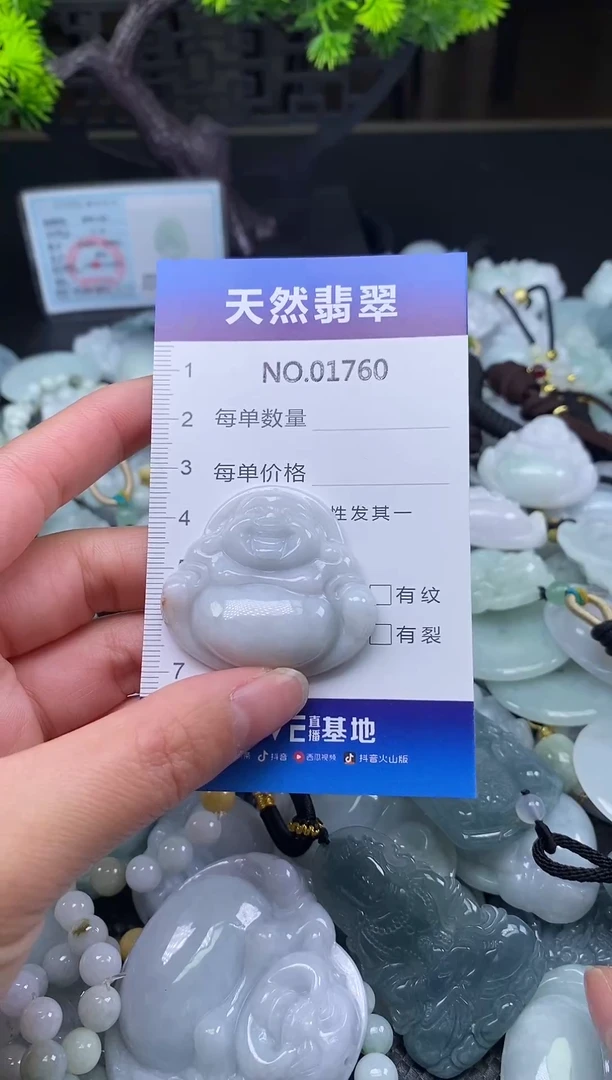 天然翡翠
NO.01760
1
2 每单数量
3 每单价格
4 性发其一
有纹
有裂
7
VE直播基地
抖音 西瓜视频 抖音火山版